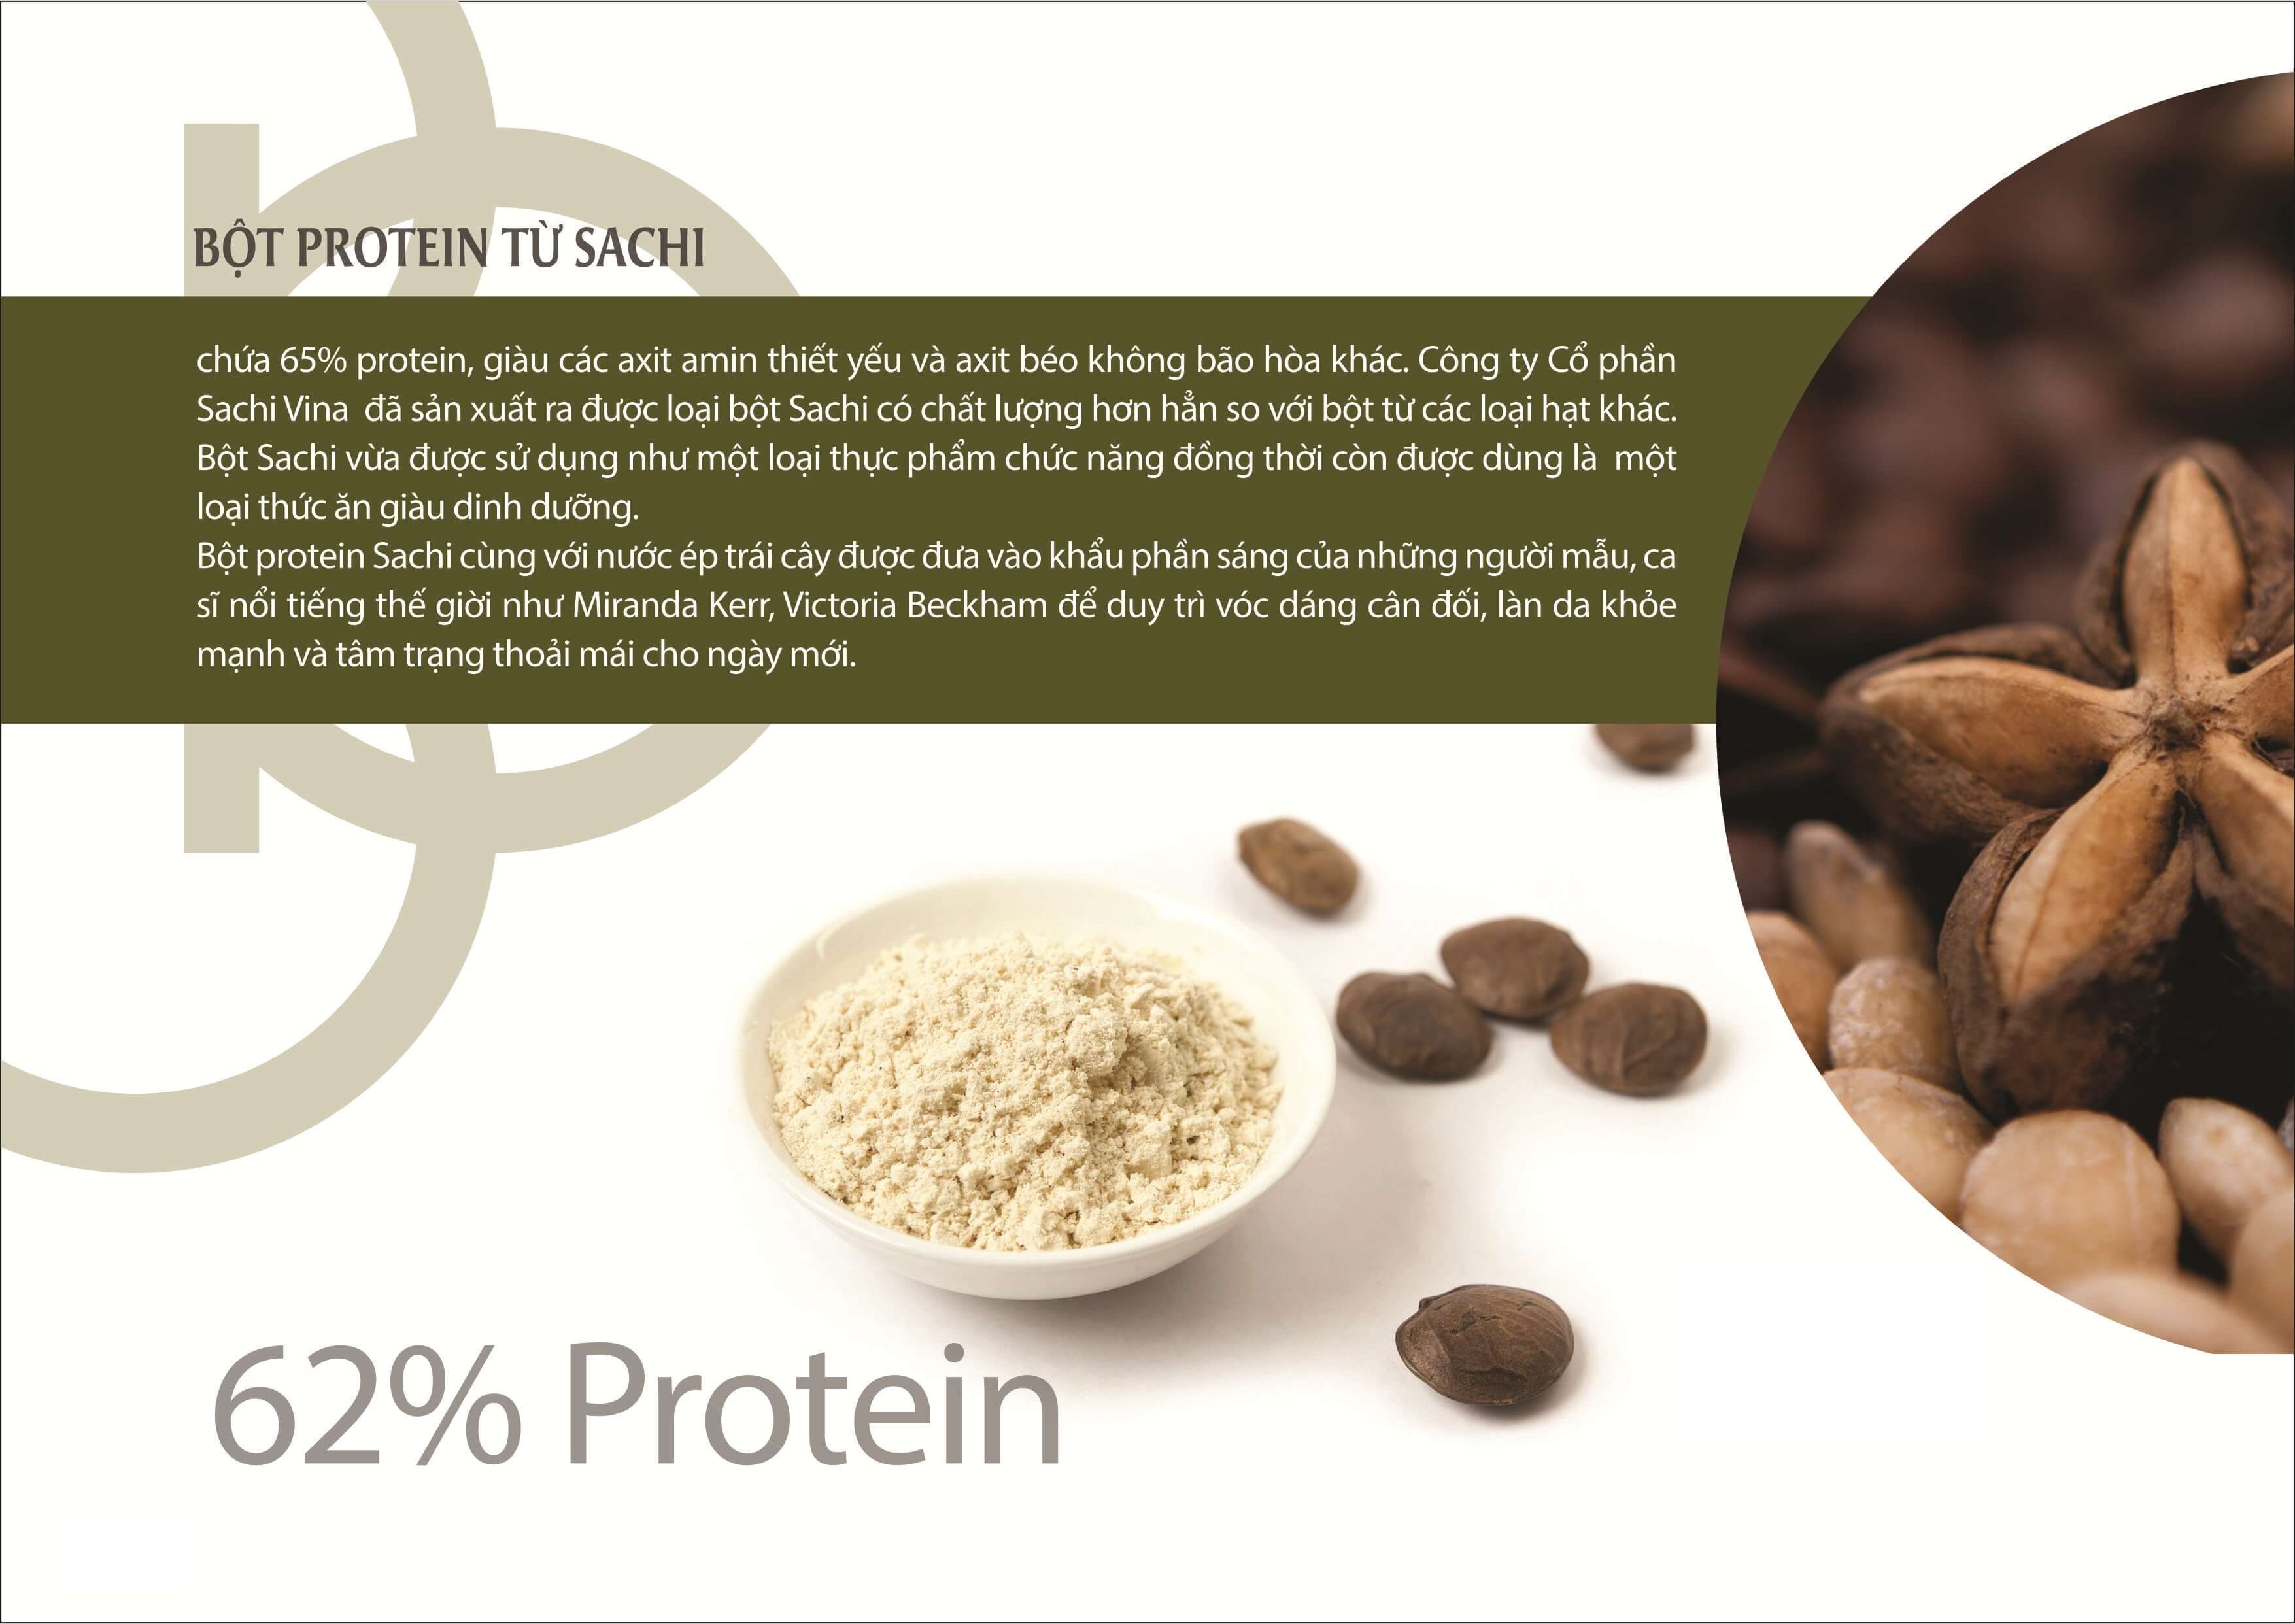 BỘT PROTEIN TỪ SACHI
chứa 65% protein, giàu các axit amin thiết yếu và axit béo không bão hòa khác. Công ty Cổ phần
Sachi Vina đã sản xuất ra được loại bột Sachi có chất lượng hơn hẳn so với bột từ các loại hạt khác.
Bột Sachi vừa được sử dụng như một loại thực phẩm chức năng đồng thời còn được dùng là một
loại thức ăn giàu dinh dưỡng.
Bột protein Sachi cùng với nước ép trái cây được đưa vào khẩu phần sáng của những người mẫu, ca
sĩ nổi tiếng thế giới như Miranda Kerr, Victoria Beckham để duy trì vóc dáng cân đối, làn da khỏe
mạnh và tâm trạng thoải mái cho ngày mới.
62% Protein